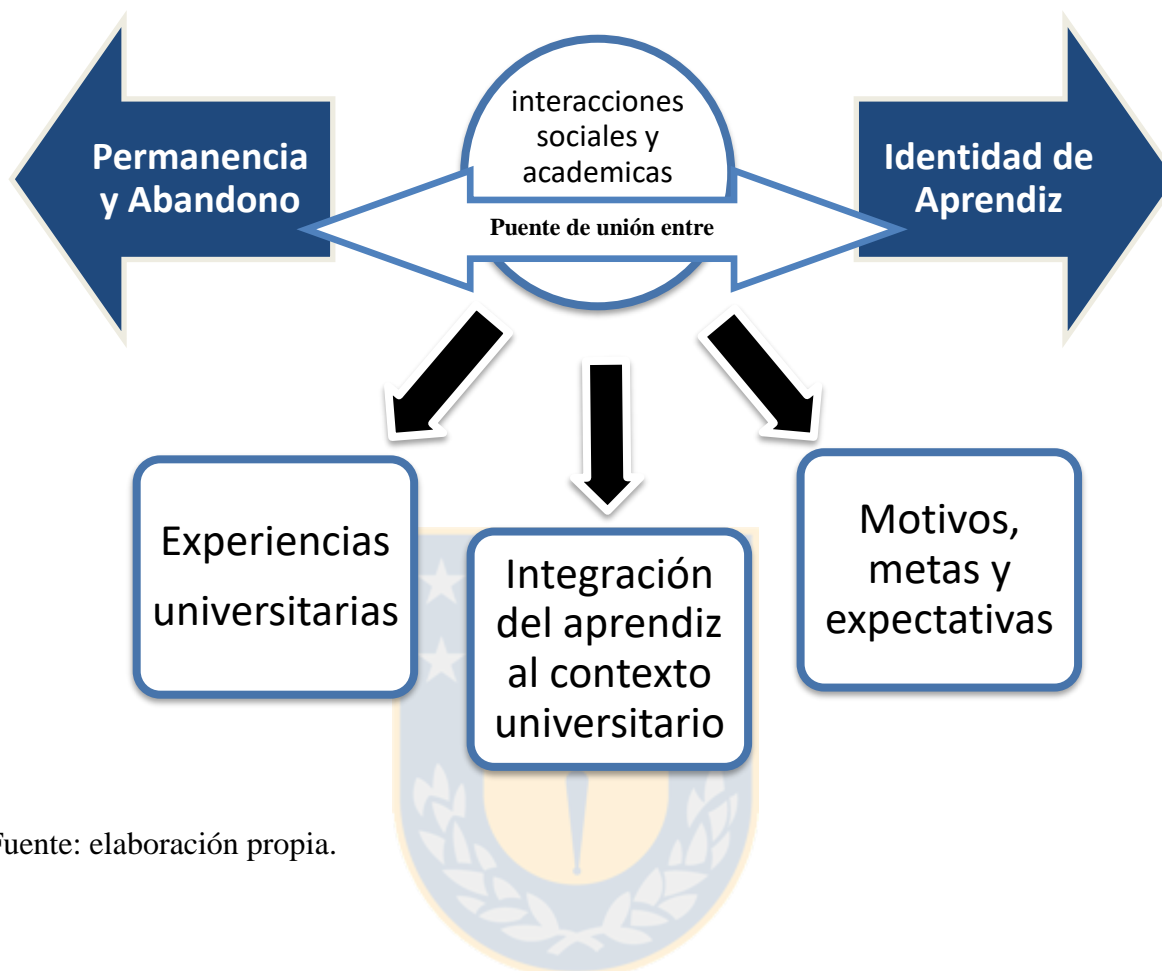 interacciones
sociales y
academicas
Permanencia
y Abandono
Puente de unión entre
Identidad de
Aprendiz
Experiencias
universitarias
Integración
del aprendiz
al contexto
universitario
Motivos,
metas y
expectativas
Fuente: elaboración propia.